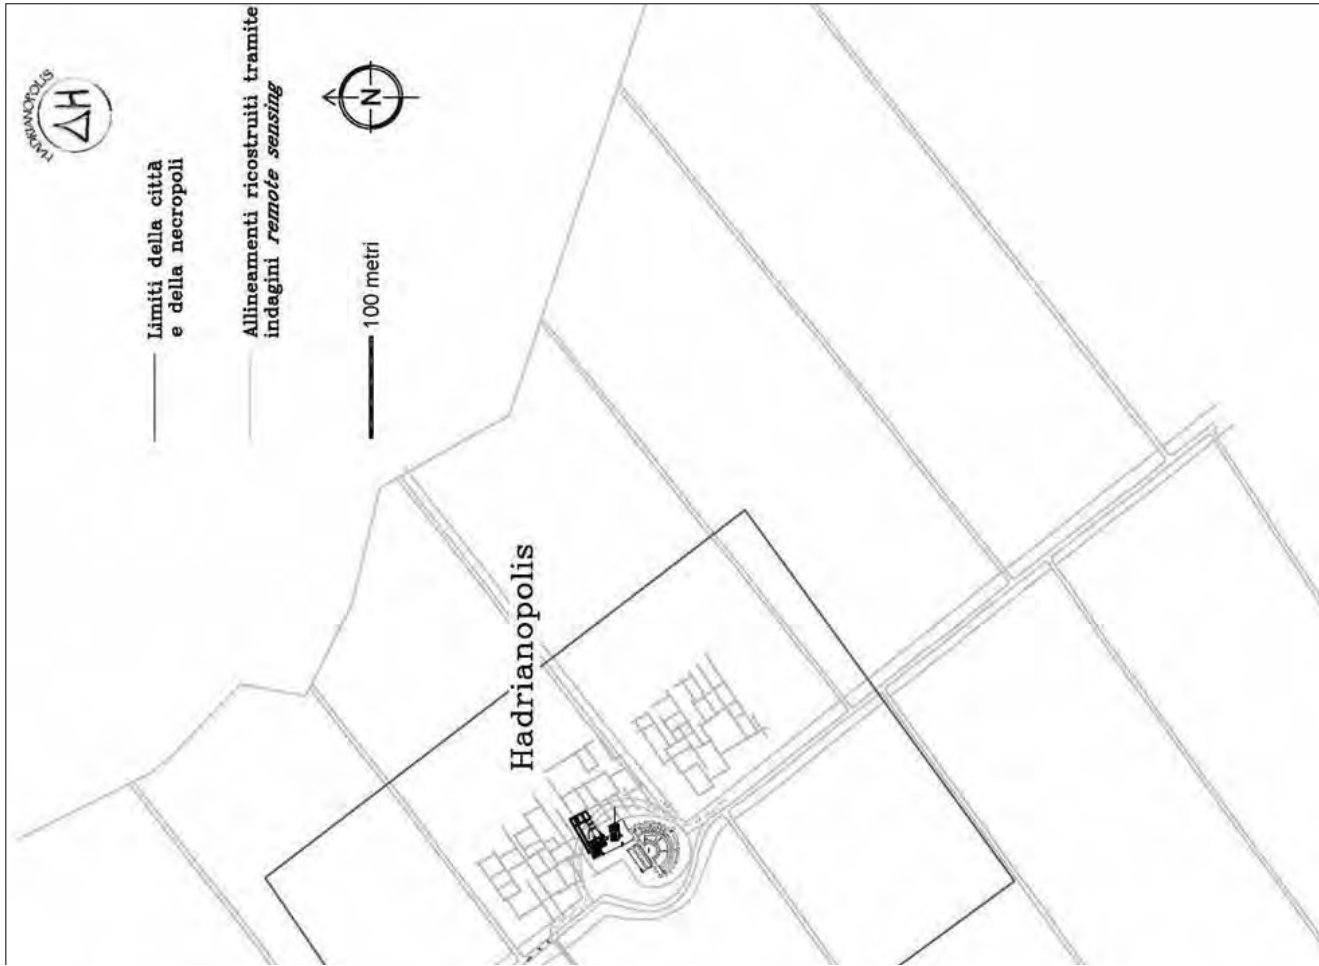 HADRIANOPOLIS
ΔH
Limiti della città
e della necropoli
Allineamenti ricostruiti tramite
indagini remote sensing
N
100 metri
Hadrianopolis